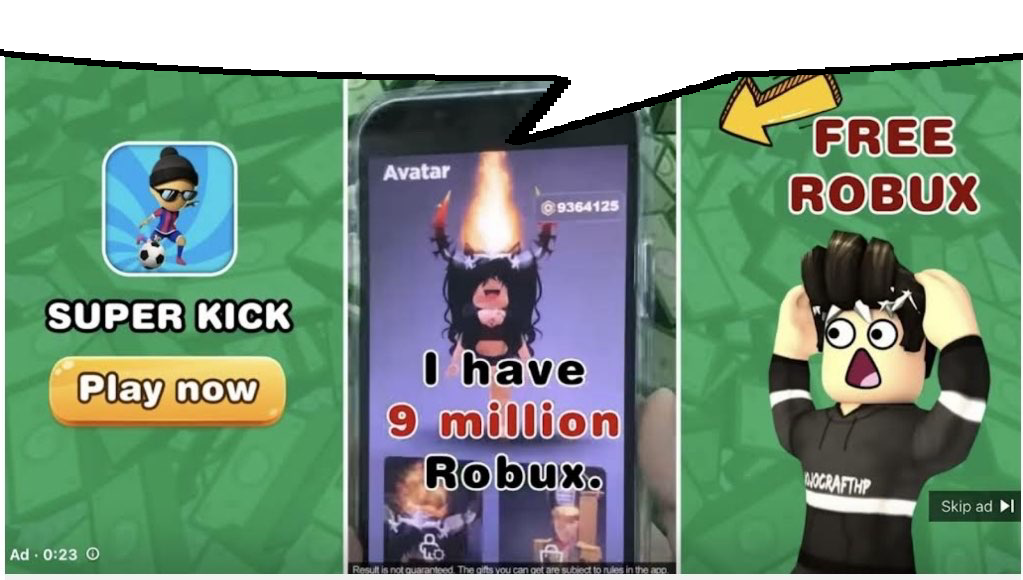 SUPER KICK
Play now
Ad · 0:23
Avatar
9364125
I have
9 million
Robux.
Result is not guaranteed. The gifts you can get are subject to rules in the app.
FREE
ROBUX
JOJOCRAFTHP
Skip ad